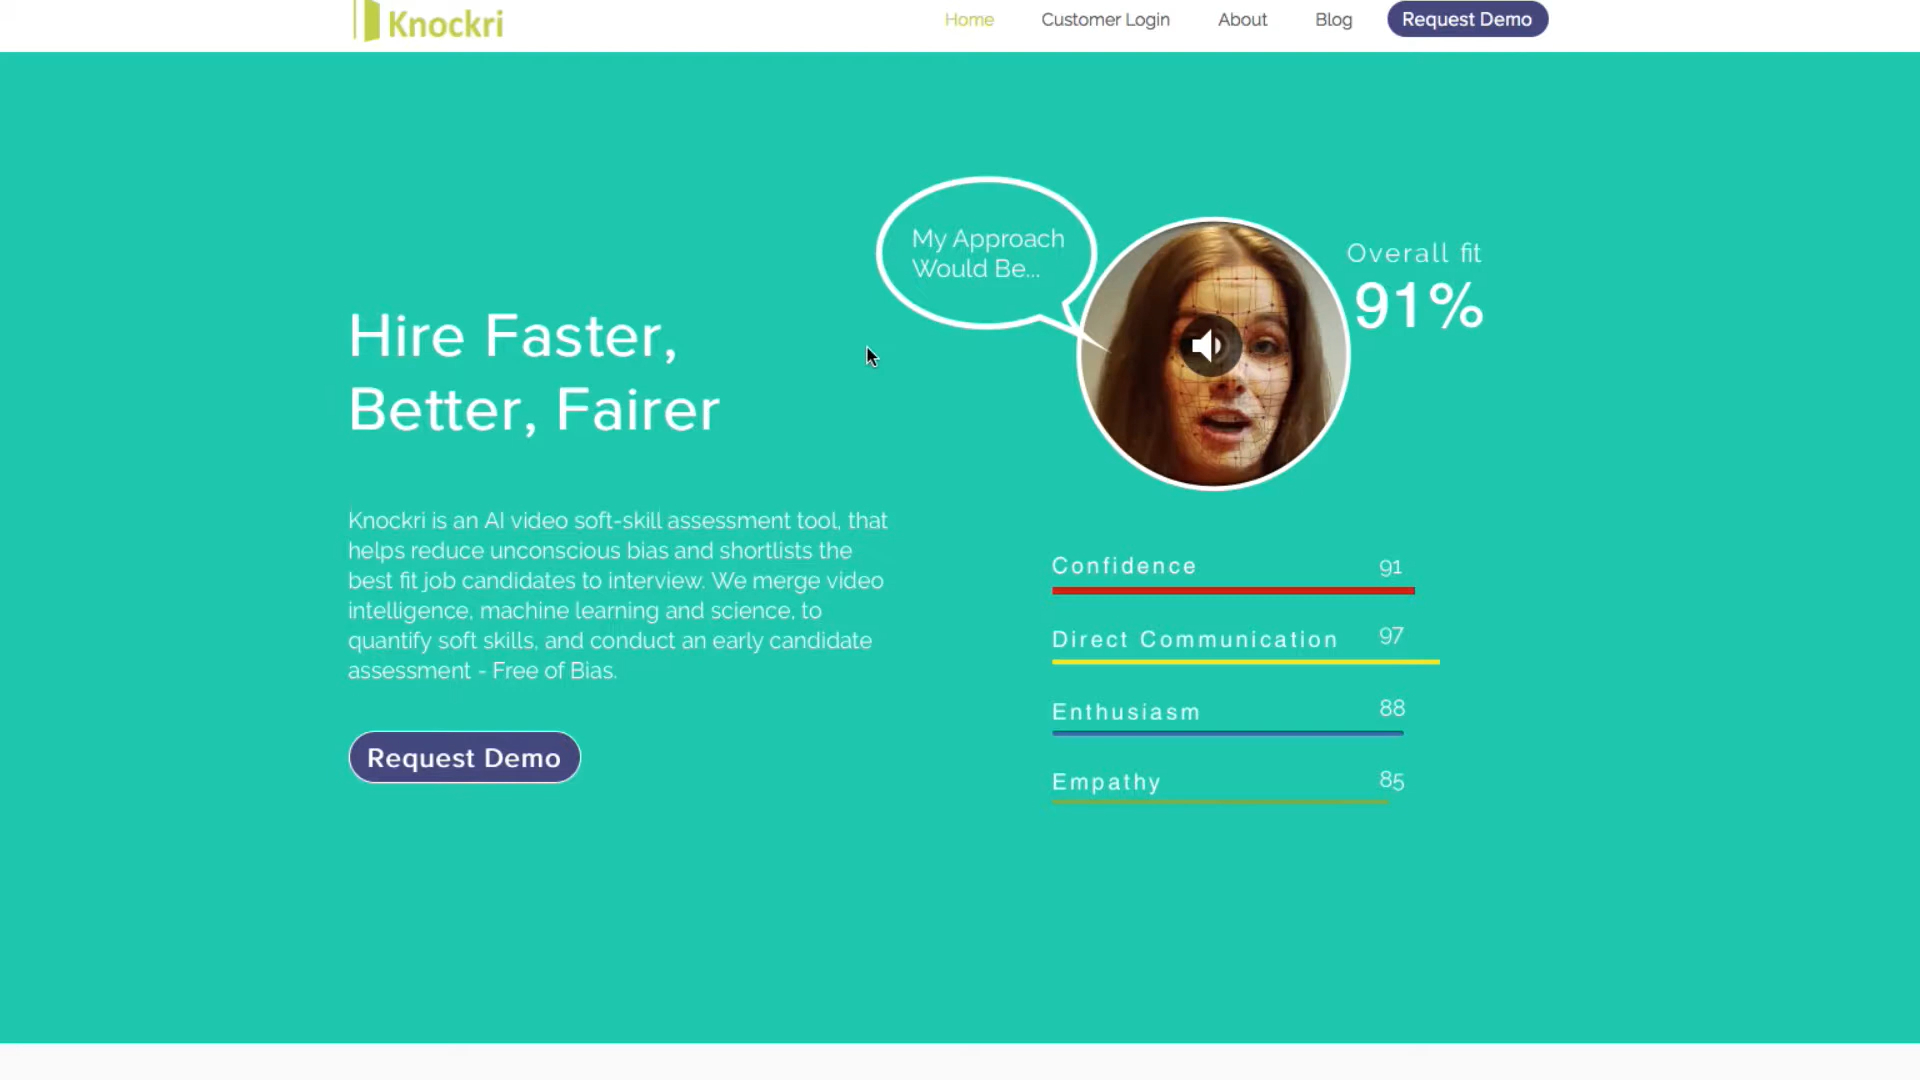 Knockri
Home
Customer Login
About
Blog
Request Demo
My Approach
Would Be...
Overall fit
91%
Hire Faster,
Better, Fairer
Knockri is an AI video soft-skill assessment tool, that
helps reduce unconscious bias and shortlists the
best fit job candidates to interview. We merge video
intelligence, machine learning and science, to
quantify soft skills, and conduct an early candidate
assessment - Free of Bias.
Request Demo
Confidence 91
Direct Communication 97
Enthusiasm 88
Empathy 85